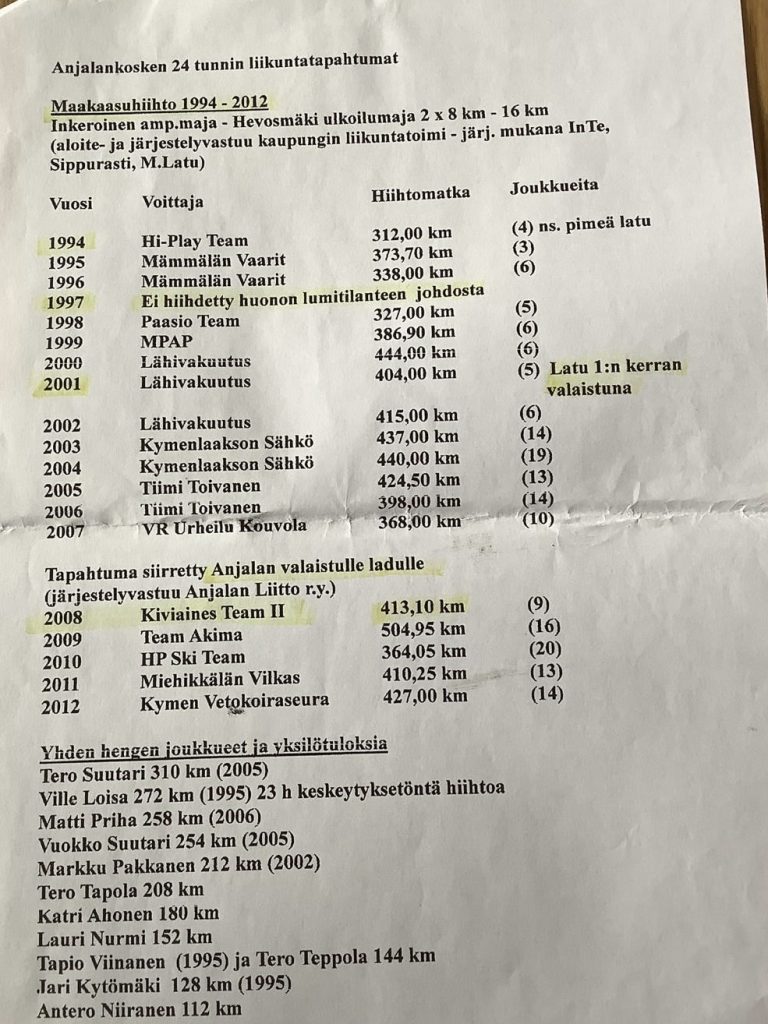 Anjalankosken 24 tunnin liikuntatapahtumat
Maakaasuhiihto 1994 - 2012
Inkeroinen amp.maja - Hevosmäki ulkoilumaja 2 x 8 km - 16 km
(aloite- ja järjestelyvastuu kaupungin liikuntatoimi - järj. mukana InTe,
Sippurasti, M.Latu)
Vuosi Voittaja Hiihtomatka Joukkueita
1994 Hi-Play Team 312,00 km (4) ns. pimeä latu
1995 Mämmälän Vaarit 373,70 km (3)
1996 Mämmälän Vaarit 338,00 km (6)
1997 Ei hiihdetty huonon lumitilanteen johdosta
1998 Paasio Team 327,00 km (5)
1999 MPAP 386,90 km (6)
2000 Lähivakuutus 444,00 km (6)
2001 Lähivakuutus 404,00 km (5) Latu 1:n kerran
valaistuna
2002 Lähivakuutus 415,00 km (6)
2003 Kymenlaakson Sähkö 437,00 km (14)
2004 Kymenlaakson Sähkö 440,00 km (19)
2005 Tiimi Toivanen 424,50 km (13)
2006 Tiimi Toivanen 398,00 km (14)
2007 VR Urheilu Kouvola 368,00 km (10)
Tapahtuma siirretty Anjalan valaistulle ladulle
(järjestelyvastuu Anjalan Liitto r.y.)
2008 Kiviaines Team II 413,10 km (9)
2009 Team Akima 504,95 km (16)
2010 HP Ski Team 364,05 km (20)
2011 Miehikkälän Vilkas 410,25 km (13)
2012 Kymen Vetokoiraseura 427,00 km (14)
Yhden hengen joukkueet ja yksilötuloksia
Tero Suutari 310 km (2005)
Ville Loisa 272 km (1995) 23 h keskeytyksetöntä hiihtoa
Matti Priha 258 km (2006)
Vuokko Suutari 254 km (2005)
Markku Pakkanen 212 km (2002)
Tero Tapola 208 km
Katri Ahonen 180 km
Lauri Nurmi 152 km
Tapio Viinanen (1995) ja Tero Teppola 144 km
Jari Kytömäki 128 km (1995)
Antero Niiranen 112 km